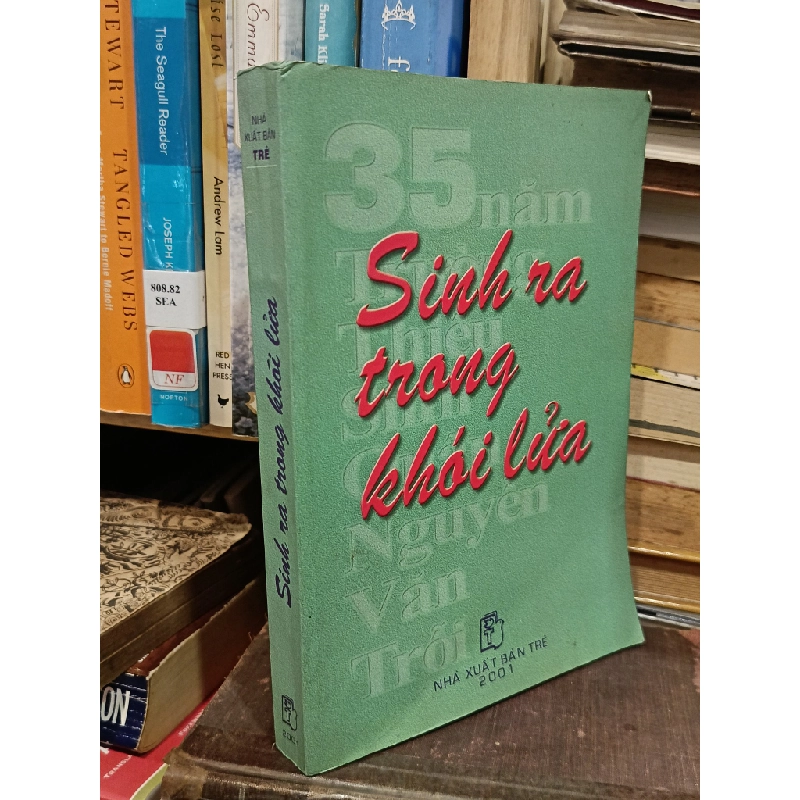 35 năm
Sinh ra
trong
khói lửa
Thiếu
Sinh
Nguyễn
Văn
Trỗi
NHÀ XUẤT BẢN TRẺ
2001
NHÀ
XUẤT BẢN
TRẺ
Sinh ra trong khói lửa
STEWART
TANGLED WEBS
The Seagull Reader
JOSEPH
808.82
SEA
NF
NORTON
Andrew Lam
RED
HEN
PRESS
Lost
Sarah
ON